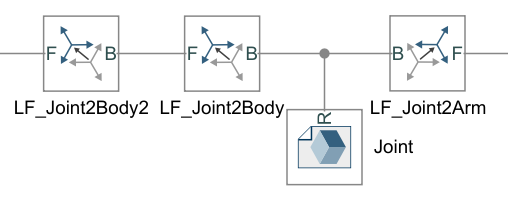 F B F B B F
LF_Joint2Body2 LF_Joint2Body LF_Joint2Arm
R
Joint